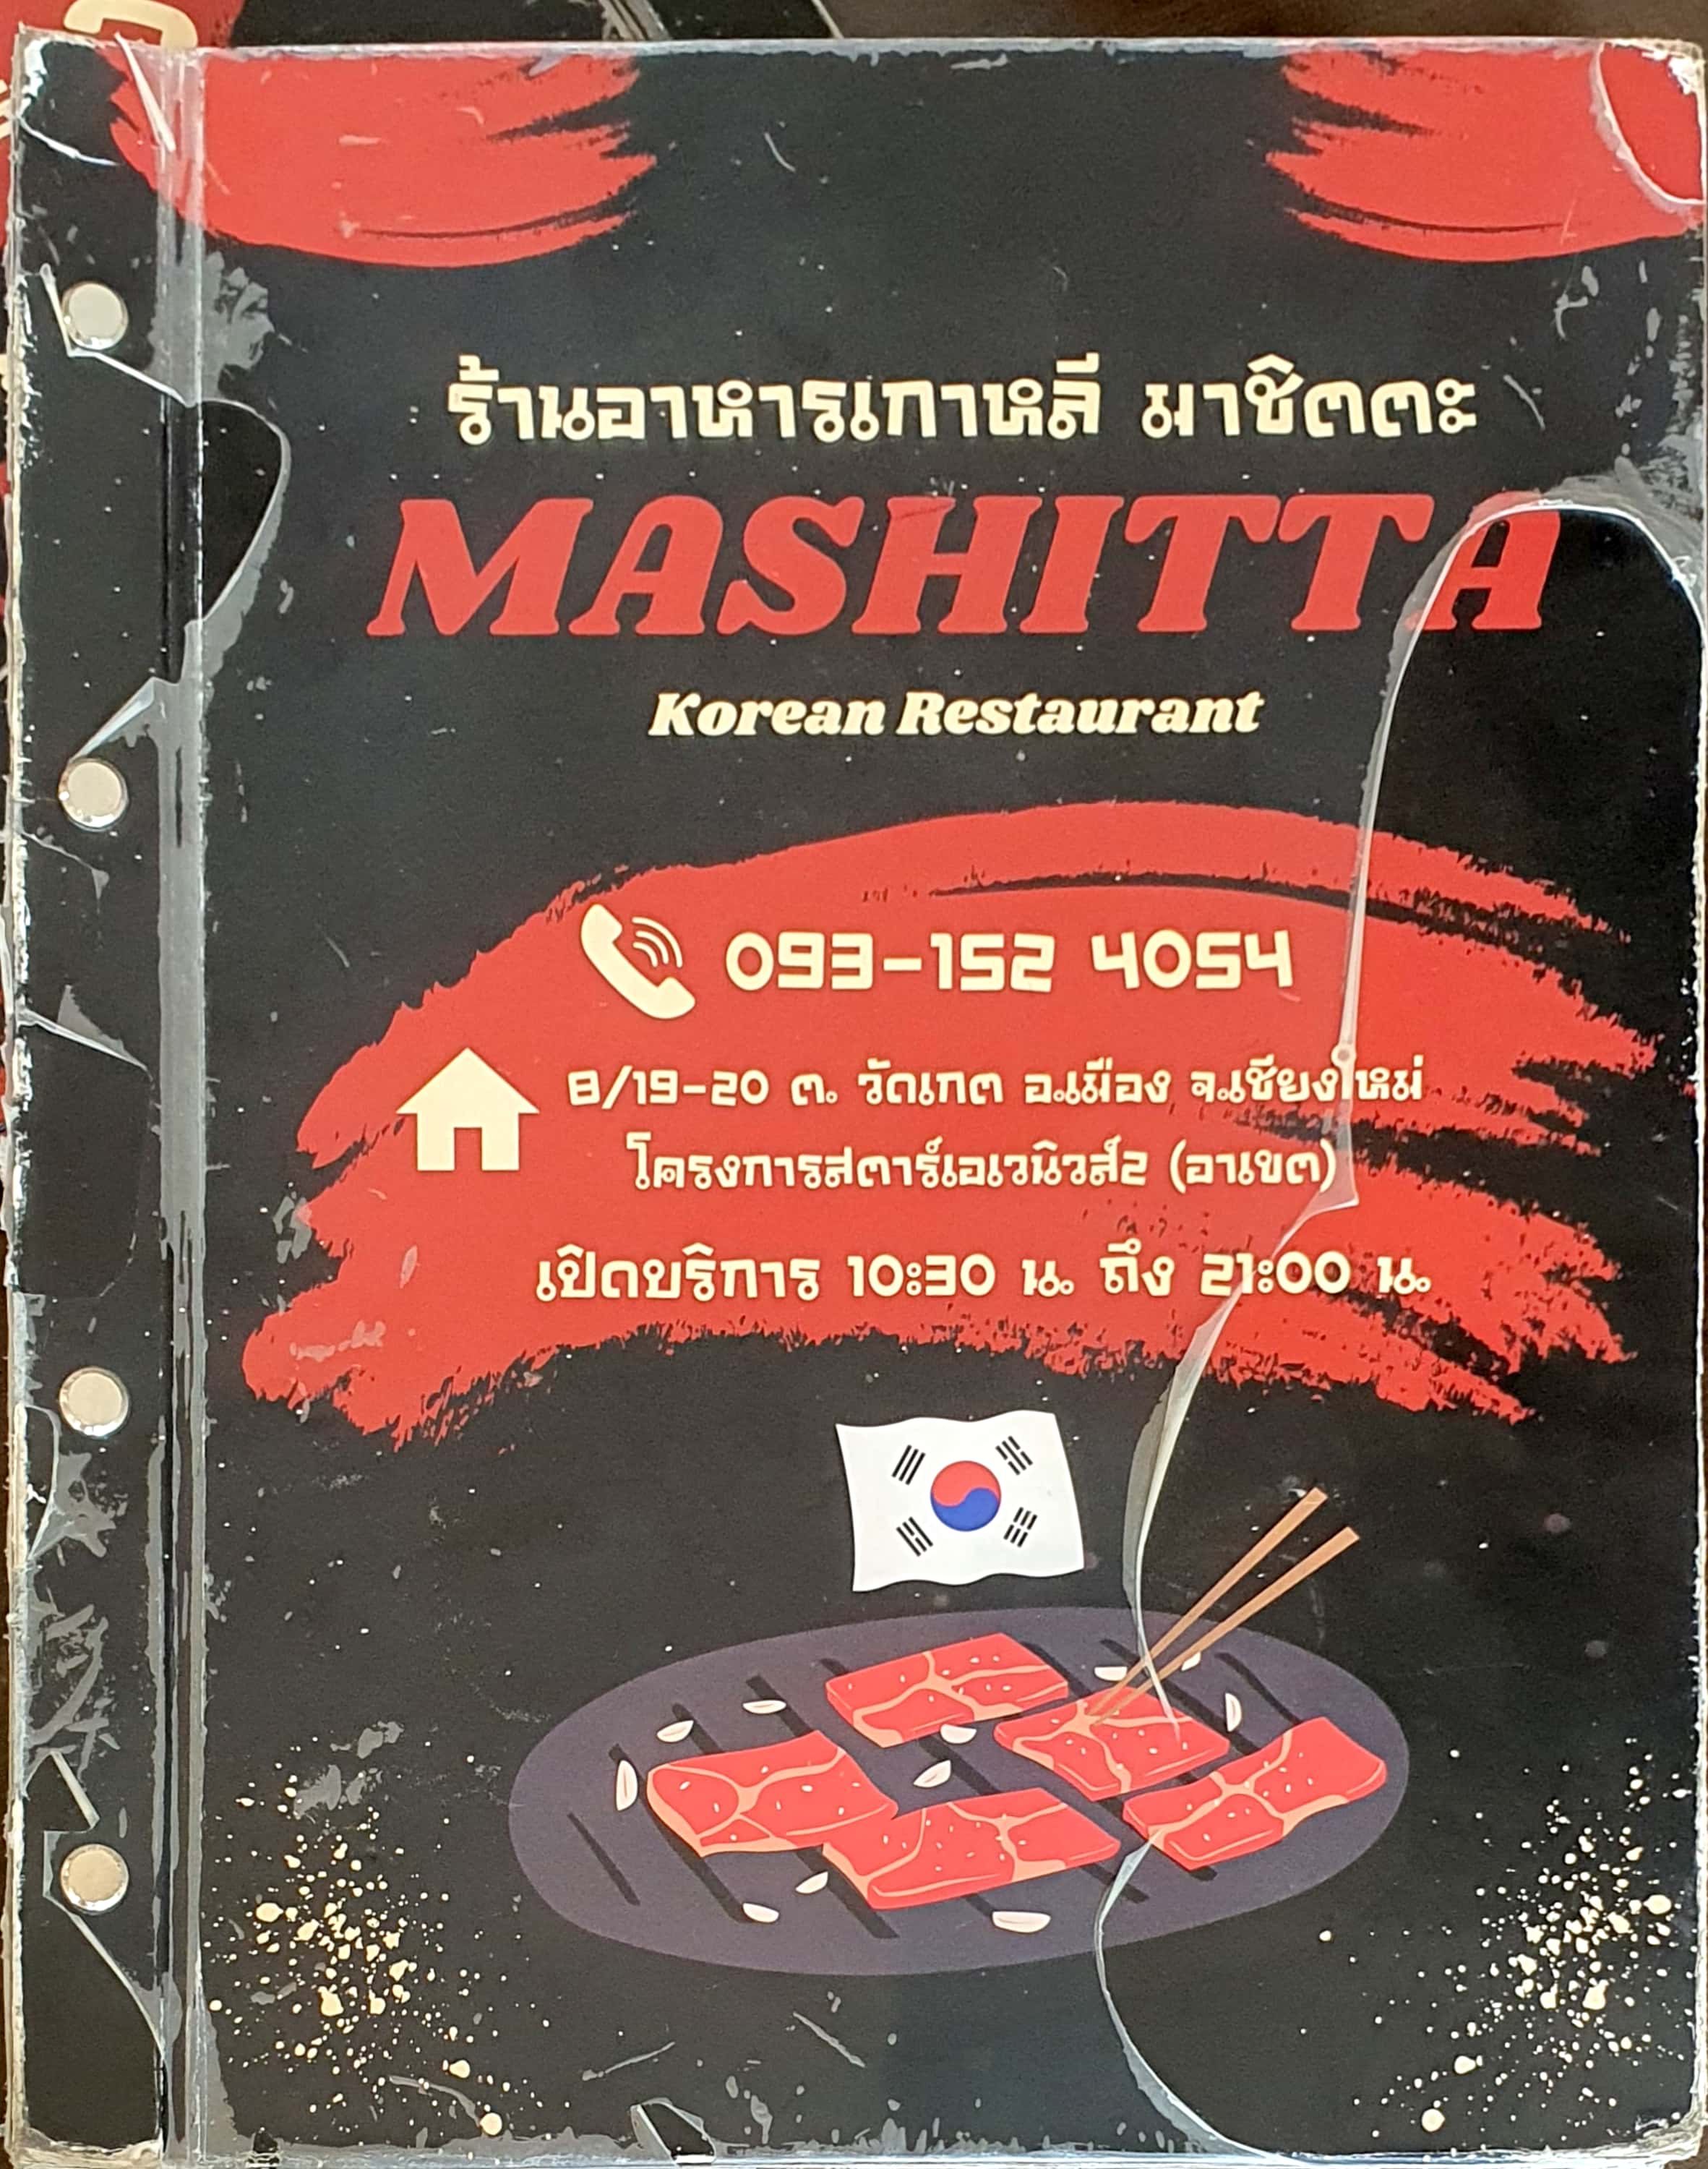 ร้านอาหารเกาหลี มาชิตตะ
MASHITTA
Korean Restaurant
093-152 4054
8/19-20 ต. วัดเกต อ.เมือง จ.เชียงใหม่
โครงการสตาร์เอเวนิวส์2 (อาเขต)
เปิดบริการ 10:30 น. ถึง 21:00 น.